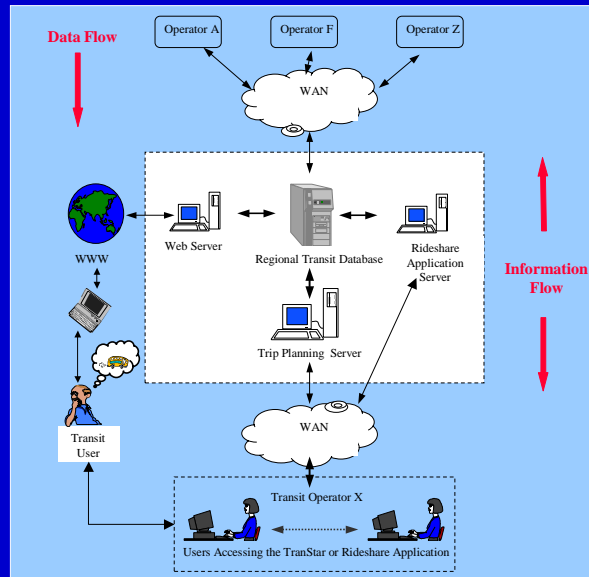 Data Flow
Operator A
Operator F
Operator Z
WAN
WWW
Web Server
Regional Transit Database
Rideshare
Application
Server
Information
Flow
Trip Planning Server
Transit
User
WAN
Transit Operator X
Users Accessing the TranStar or Rideshare Application